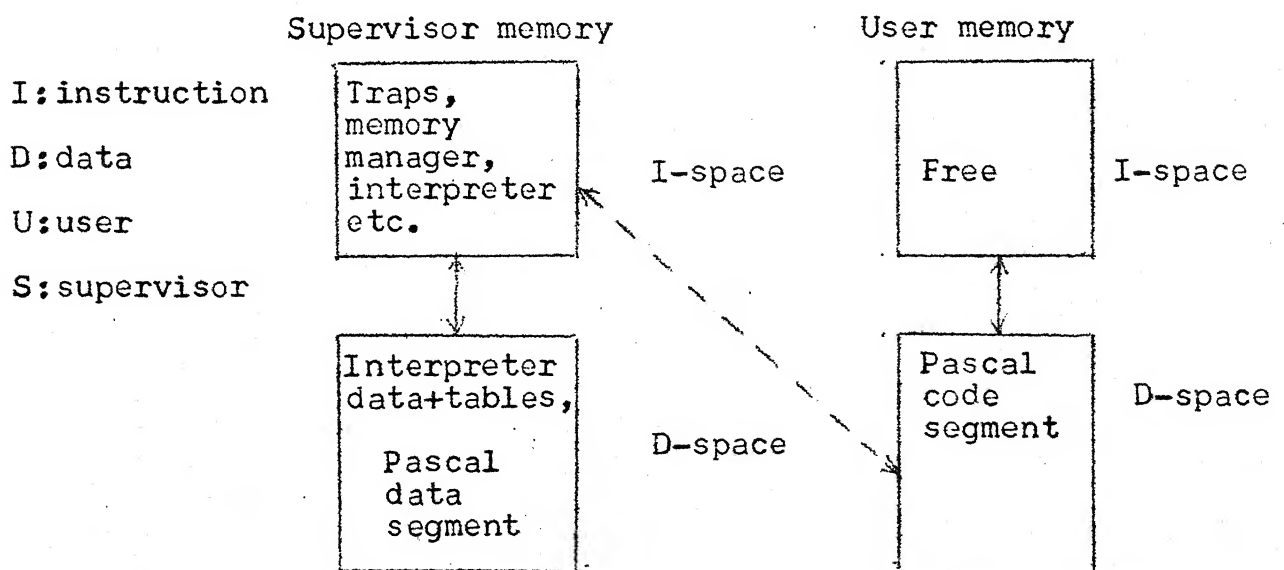 Supervisor memory
User memory
I:instruction
D:data
U:user
S:supervisor
Traps,
memory
manager,
interpreter
etc.
I-space
Free
I-space
Interpreter
data+tables,
Pascal
data
segment
D-space
Pascal
code
segment
D-space